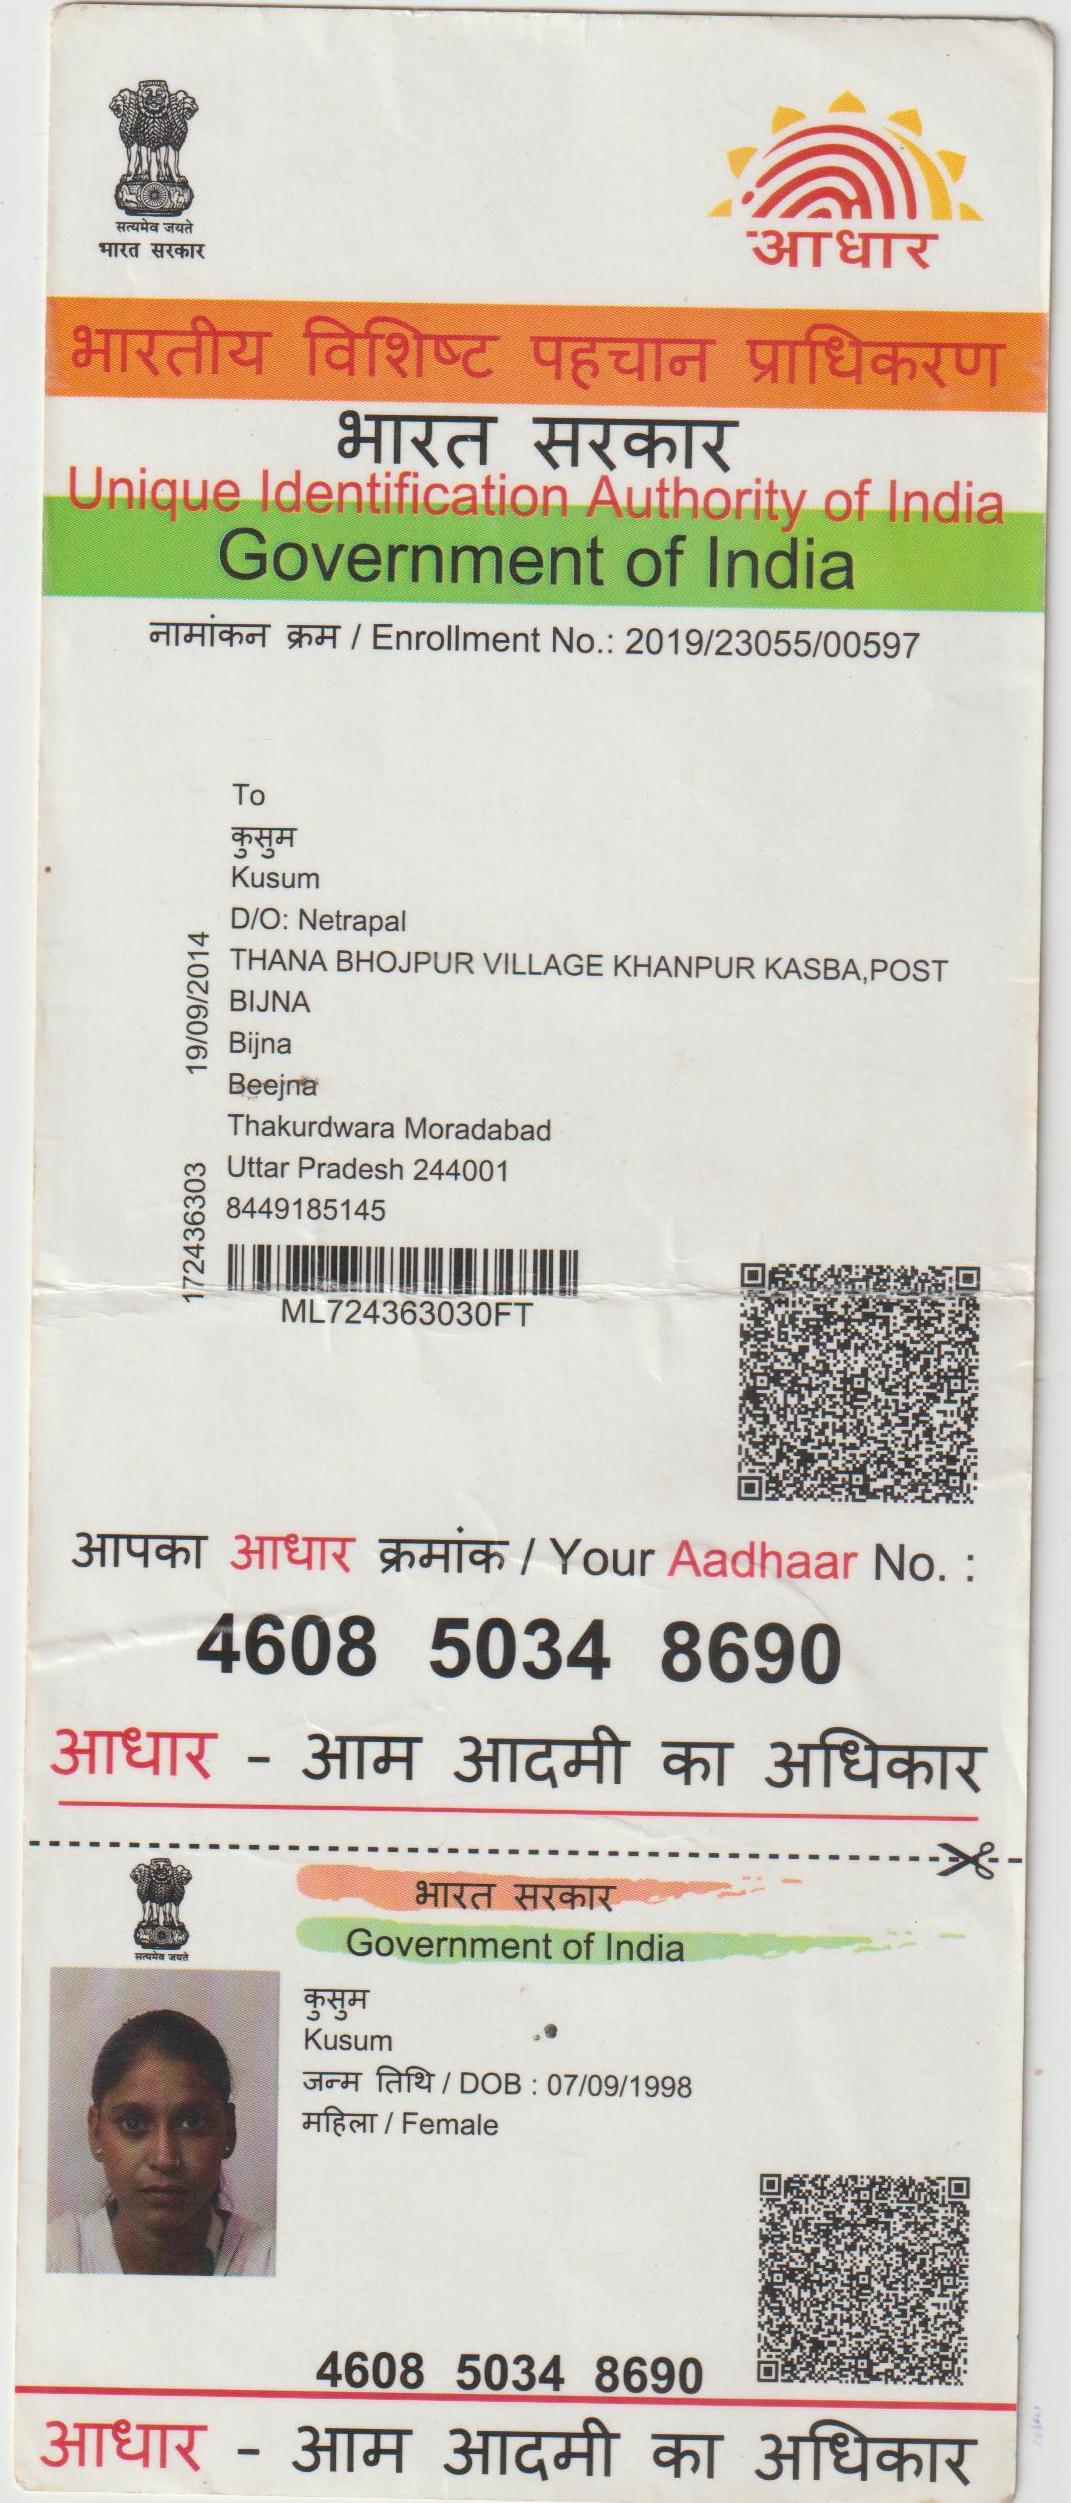 सत्यमेव जयते
भारत सरकार
आधार
भारतीय विशिष्ट पहचान प्राधिकरण
भारत सरकार
Unique Identification Authority of India
Government of India
नामांकन क्रम / Enrollment No.: 2019/23055/00597
To
कुसुम
Kusum
D/O: Netrapal
THANA BHOJPUR VILLAGE KHANPUR KASBA,POST
BIJNA
Bijna
Beejna
Thakurdwara Moradabad
Uttar Pradesh 244001
8449185145
19/09/2014
172436303
ML724363030FT
आपका आधार क्रमांक / Your Aadhaar No. :
4608 5034 8690
आधार - आम आदमी का अधिकार
सत्यमेव जयते
भारत सरकार
Government of India
कुसुम
Kusum
जन्म तिथि / DOB : 07/09/1998
महिला / Female
4608 5034 8690
आधार - आम आदमी का अधिकार